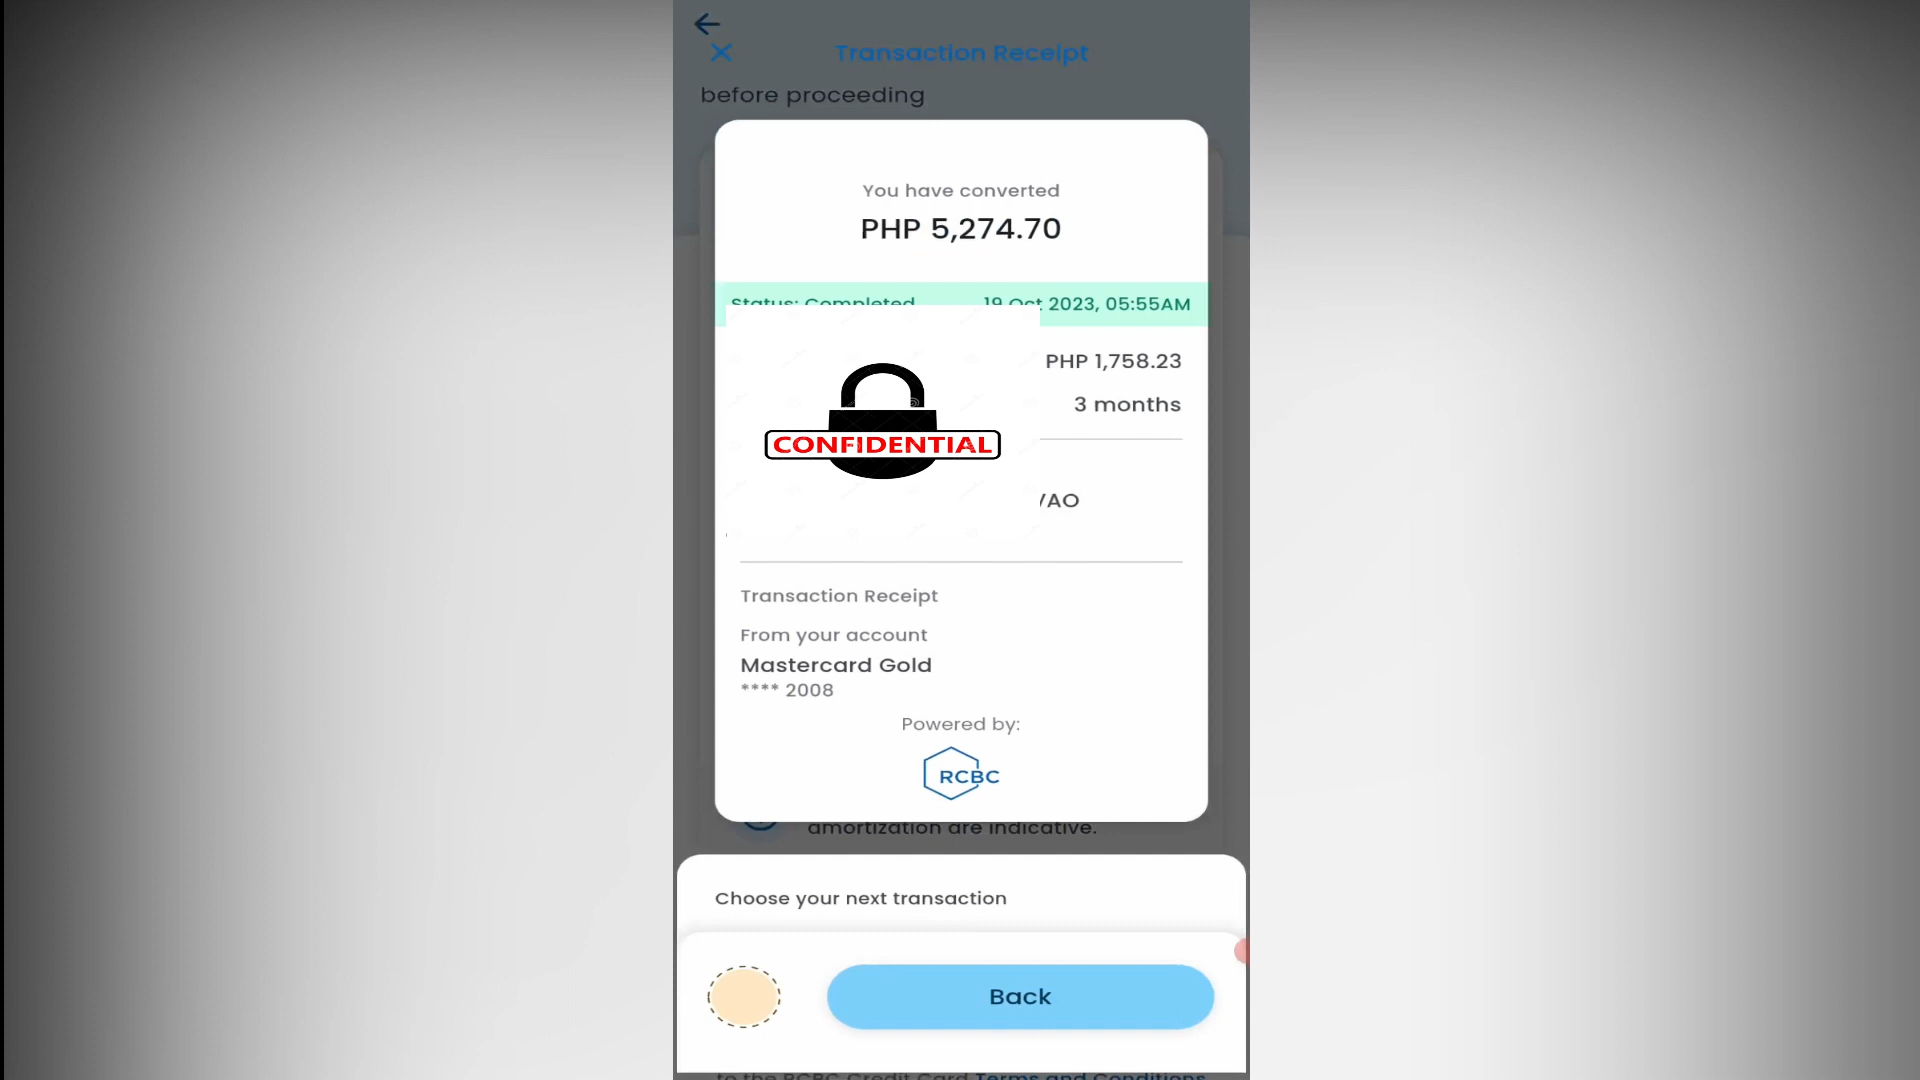 Transaction Receipt
before proceeding
You have converted
PHP 5,274.70
Status: Completed 19 Oct 2023, 05:55AM
PHP 1,758.23
3 months
CONFIDENTIAL
VAO
Transaction Receipt
From your account
Mastercard Gold
**** 2008
Powered by:
RCBC
amortization are indicative.
Choose your next transaction
Back
to the RCBC Credit Card Terms and Conditions